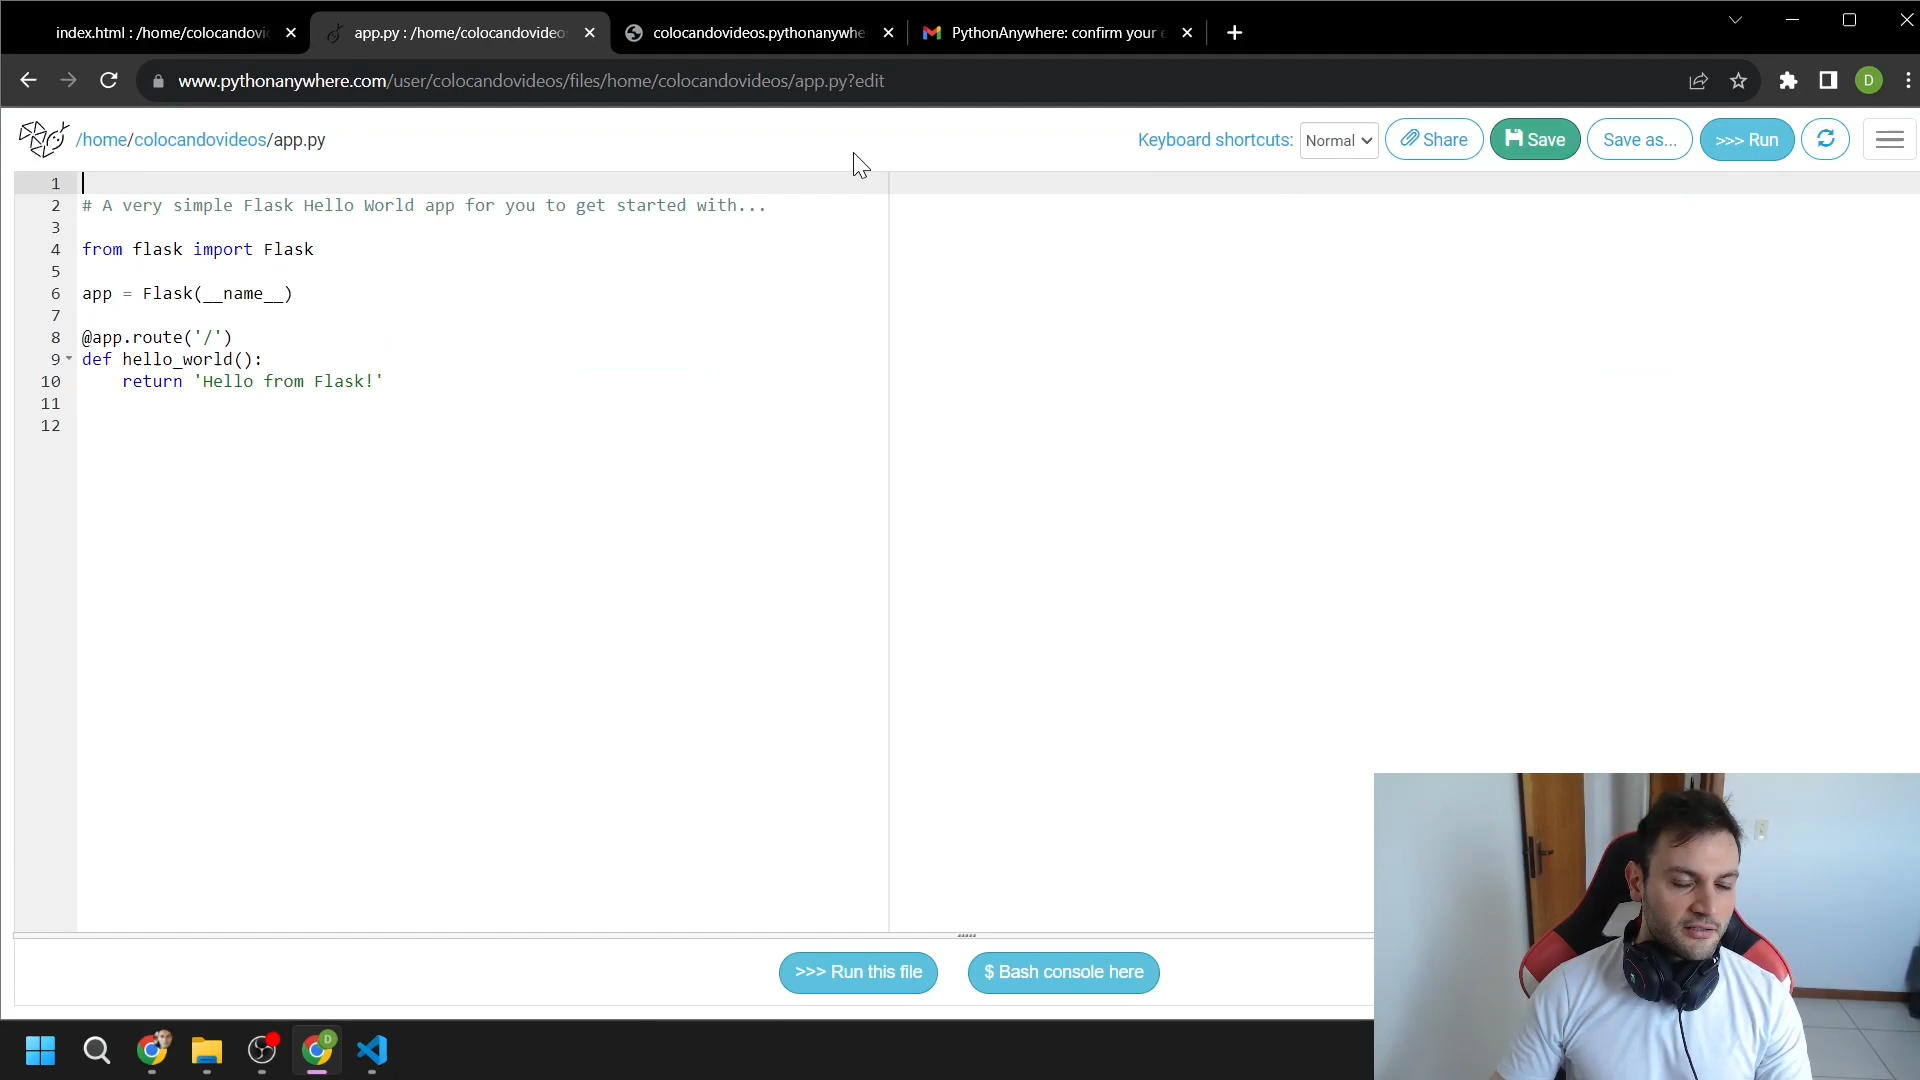 index.html : /home/colocandovi
app.py : /home/colocandovideo
colocandovideos.pythonanywhe
PythonAnywhere: confirm your e
www.pythonanywhere.com/user/colocandovideos/files/home/colocandovideos/app.py?edit
D
/home/colocandovideos/app.py
Keyboard shortcuts:
Normal
Share
Save
Save as...
>>> Run
1
2 # A very simple Flask Hello World app for you to get started with...
3
4 from flask import Flask
5
6 app = Flask(__name__)
7
8 @app.route('/')
9 def hello_world():
10 return 'Hello from Flask!'
11
12
>>> Run this file
$ Bash console here
D